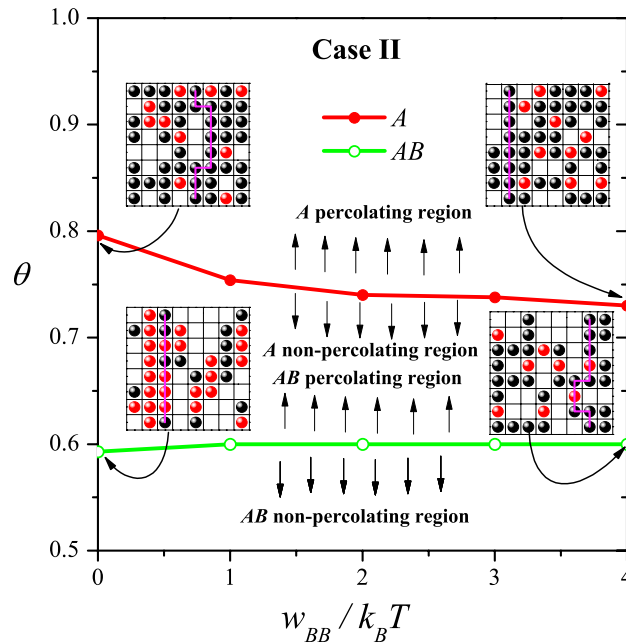 Case II
A
AB
A percolating region
A non-percolating region
AB percolating region
AB non-percolating region
θ
1.0
0.9
0.8
0.7
0.6
0.5
0
1
2
3
4
w_BB / k_B T